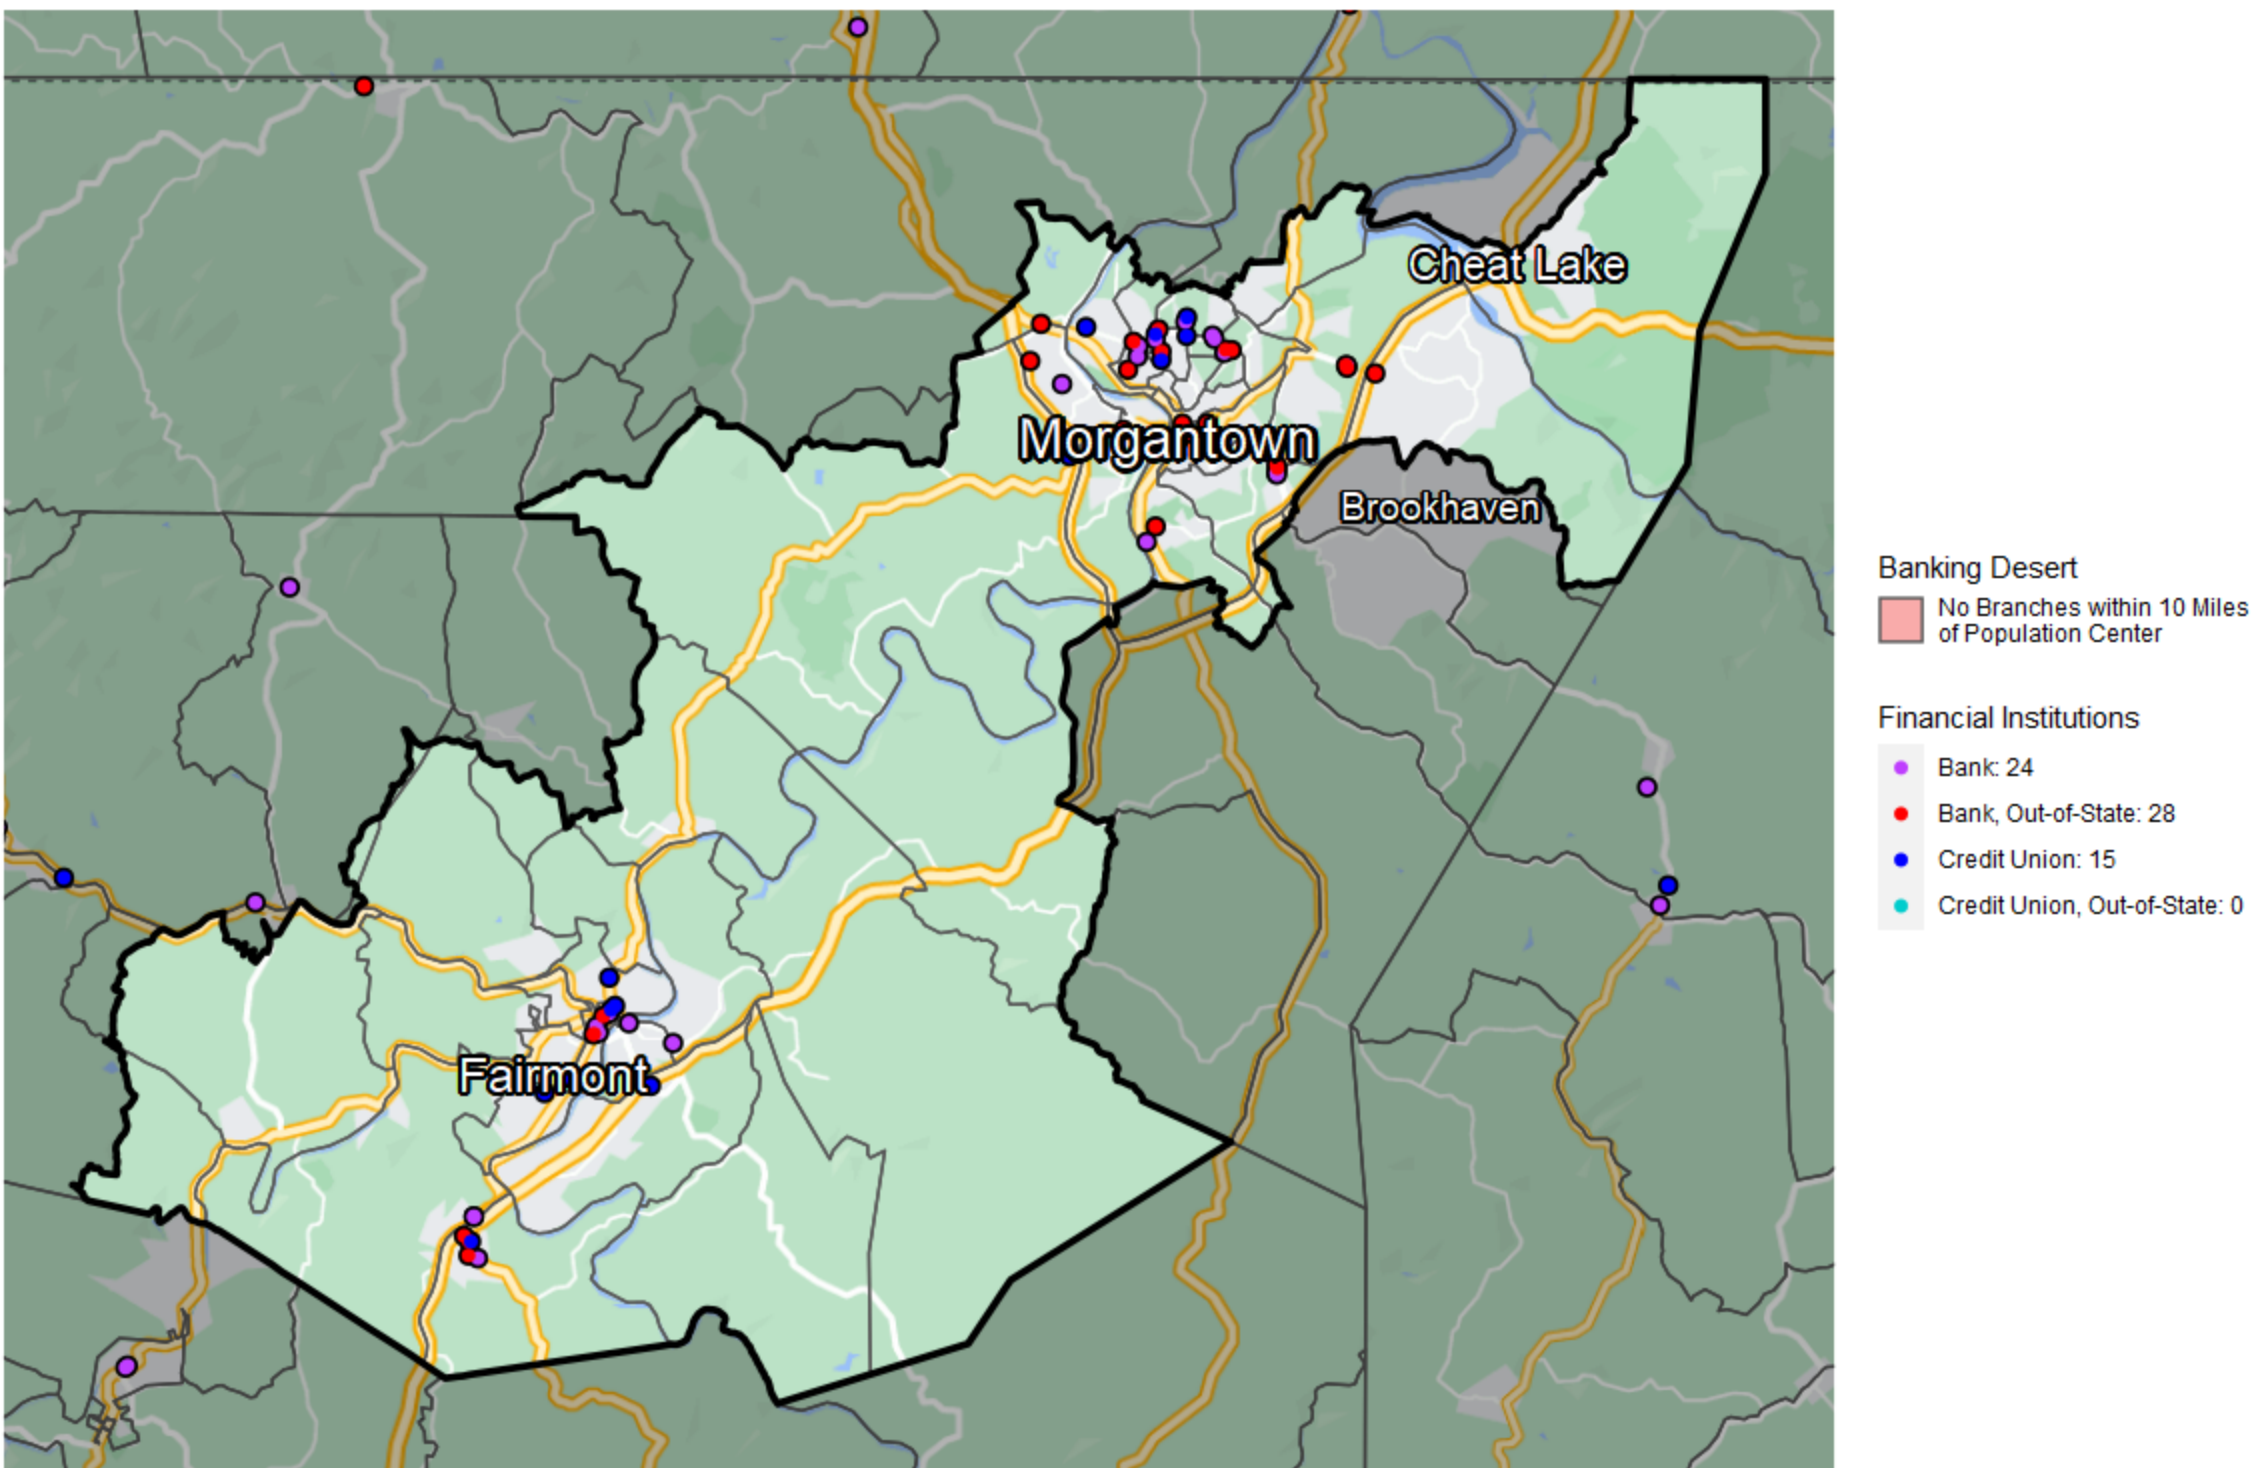 Cheat Lake
Morgantown
Brookhaven
Fairmont
Banking Desert
No Branches within 10 Miles
of Population Center
Financial Institutions
Bank: 24
Bank, Out-of-State: 28
Credit Union: 15
Credit Union, Out-of-State: 0